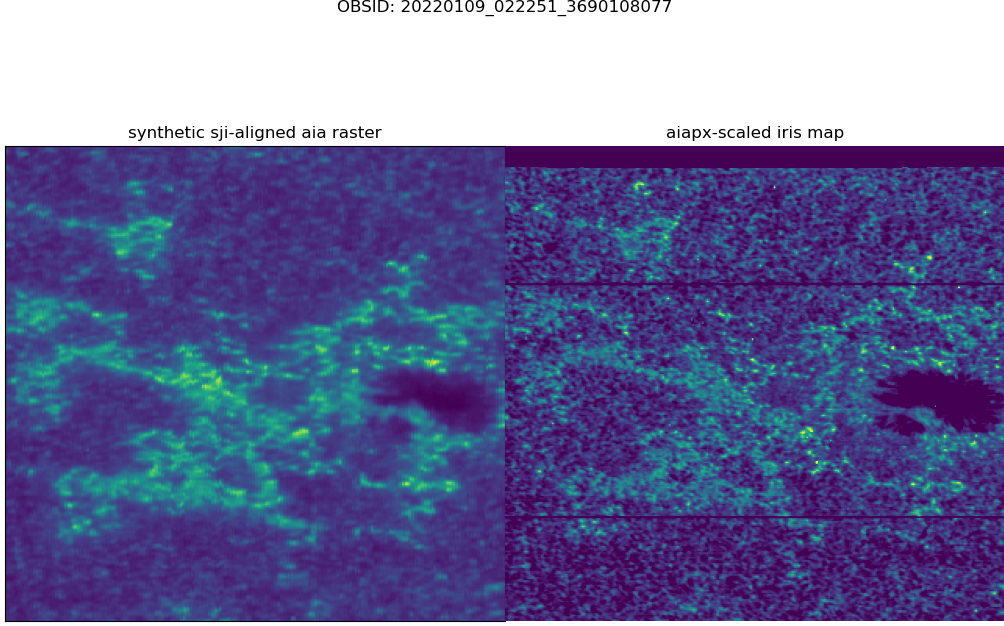 OBSID: 20220109_022251_3690108077
synthetic sji-aligned aia raster
aiapx-scaled iris map